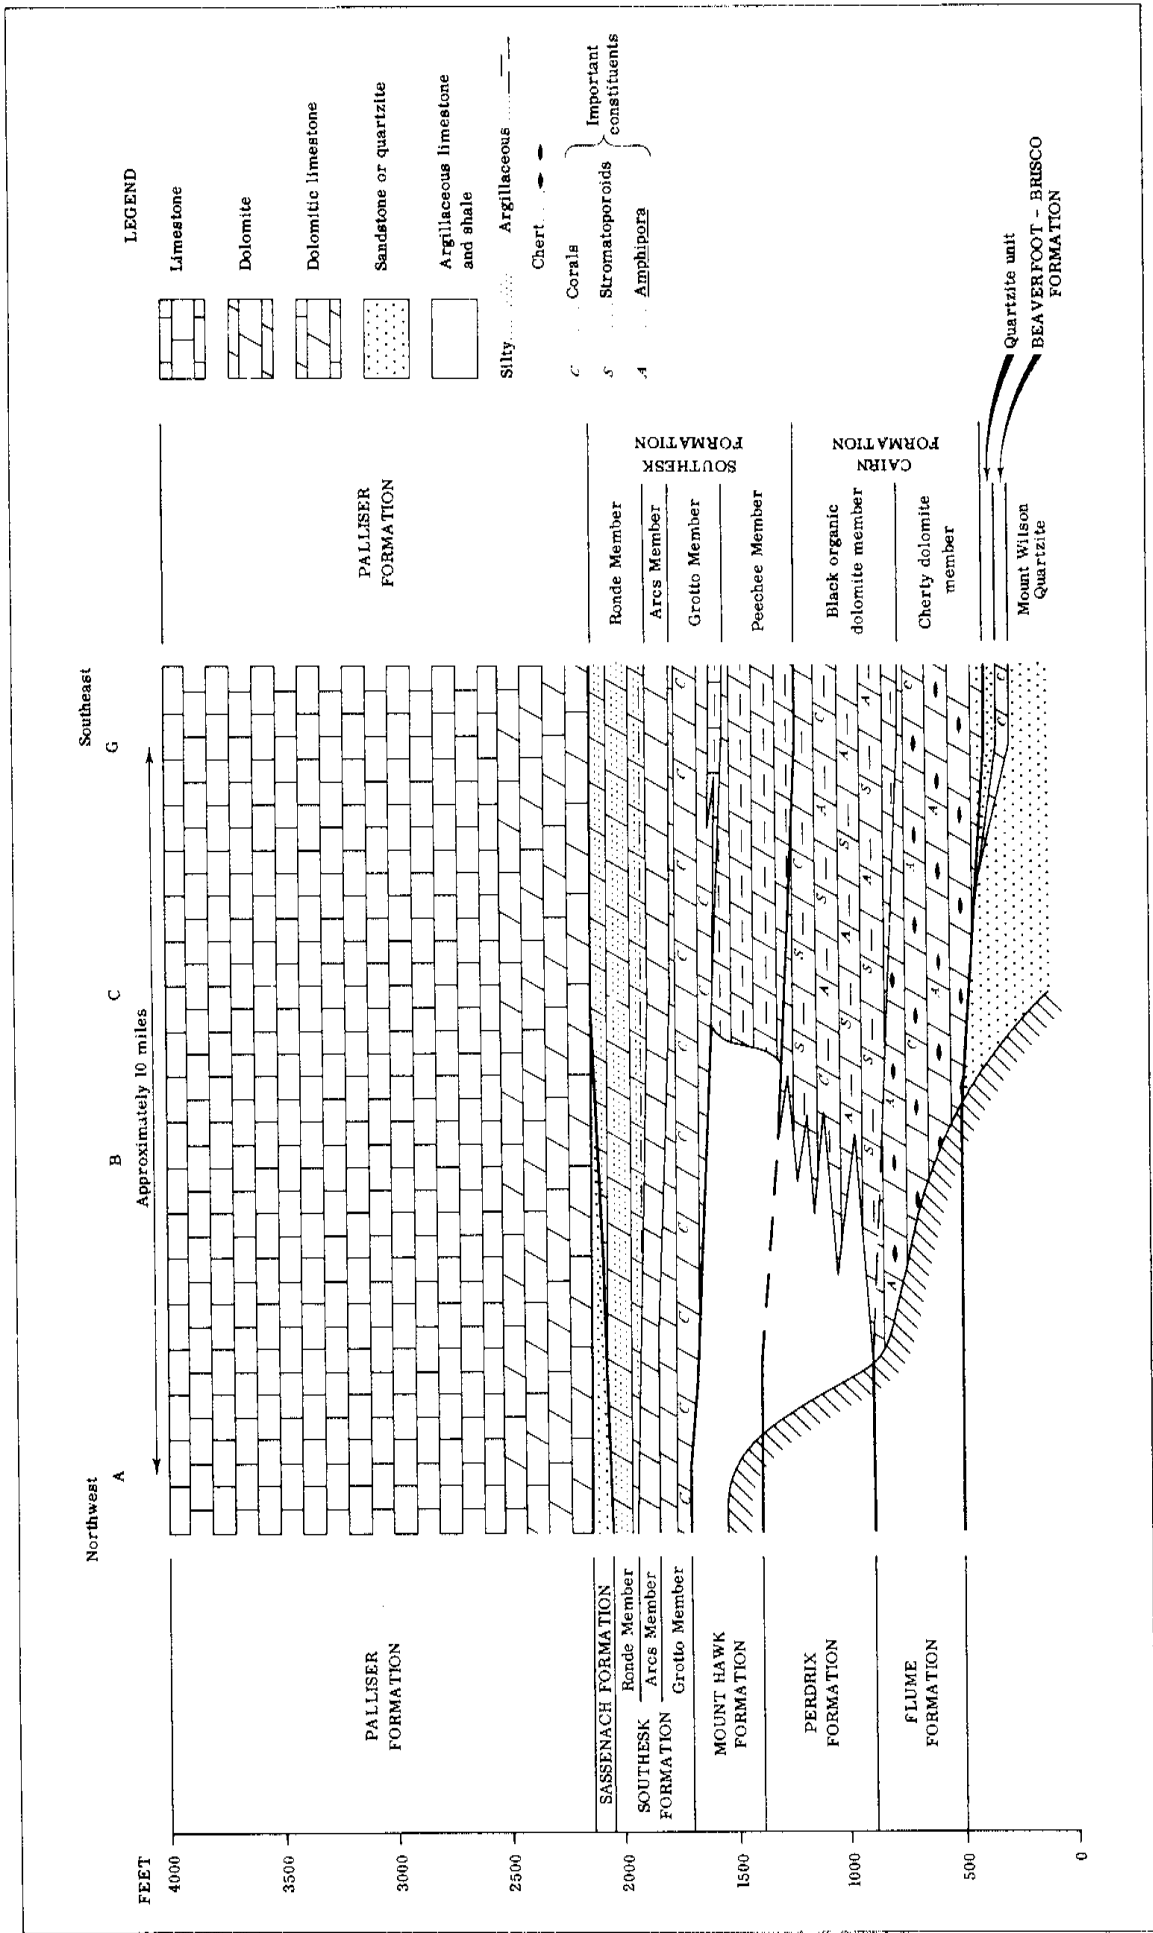 Northwest
Southeast
A
B
C
G
Approximately 10 miles
FEET
4000
3500
3000
2500
2000
1500
1000
500
0
PALLISER
FORMATION
SASSENACH FORMATION
Ronde Member
Arcs Member
Grotto Member
SOUTHESK
FORMATION
MOUNT HAWK
FORMATION
PERDRIX
FORMATION
FLUME
FORMATION
PALLISER
FORMATION
Ronde Member
Arcs Member
Grotto Member
Peechee Member
SOUTHESK
FORMATION
Black organic
dolomite member
Cherty dolomite
member
CAIRN
FORMATION
Quartzite unit
BEAVERFOOT - BRISCO
FORMATION
Mount Wilson
Quartzite
LEGEND
Limestone
Dolomite
Dolomitic limestone
Sandstone or quartzite
Argillaceous limestone
and shale
Silty..... Argillaceous .....
Chert...
C ... Corals
S ... Stromatoporoids
A ... Amphipora
Important
constituents